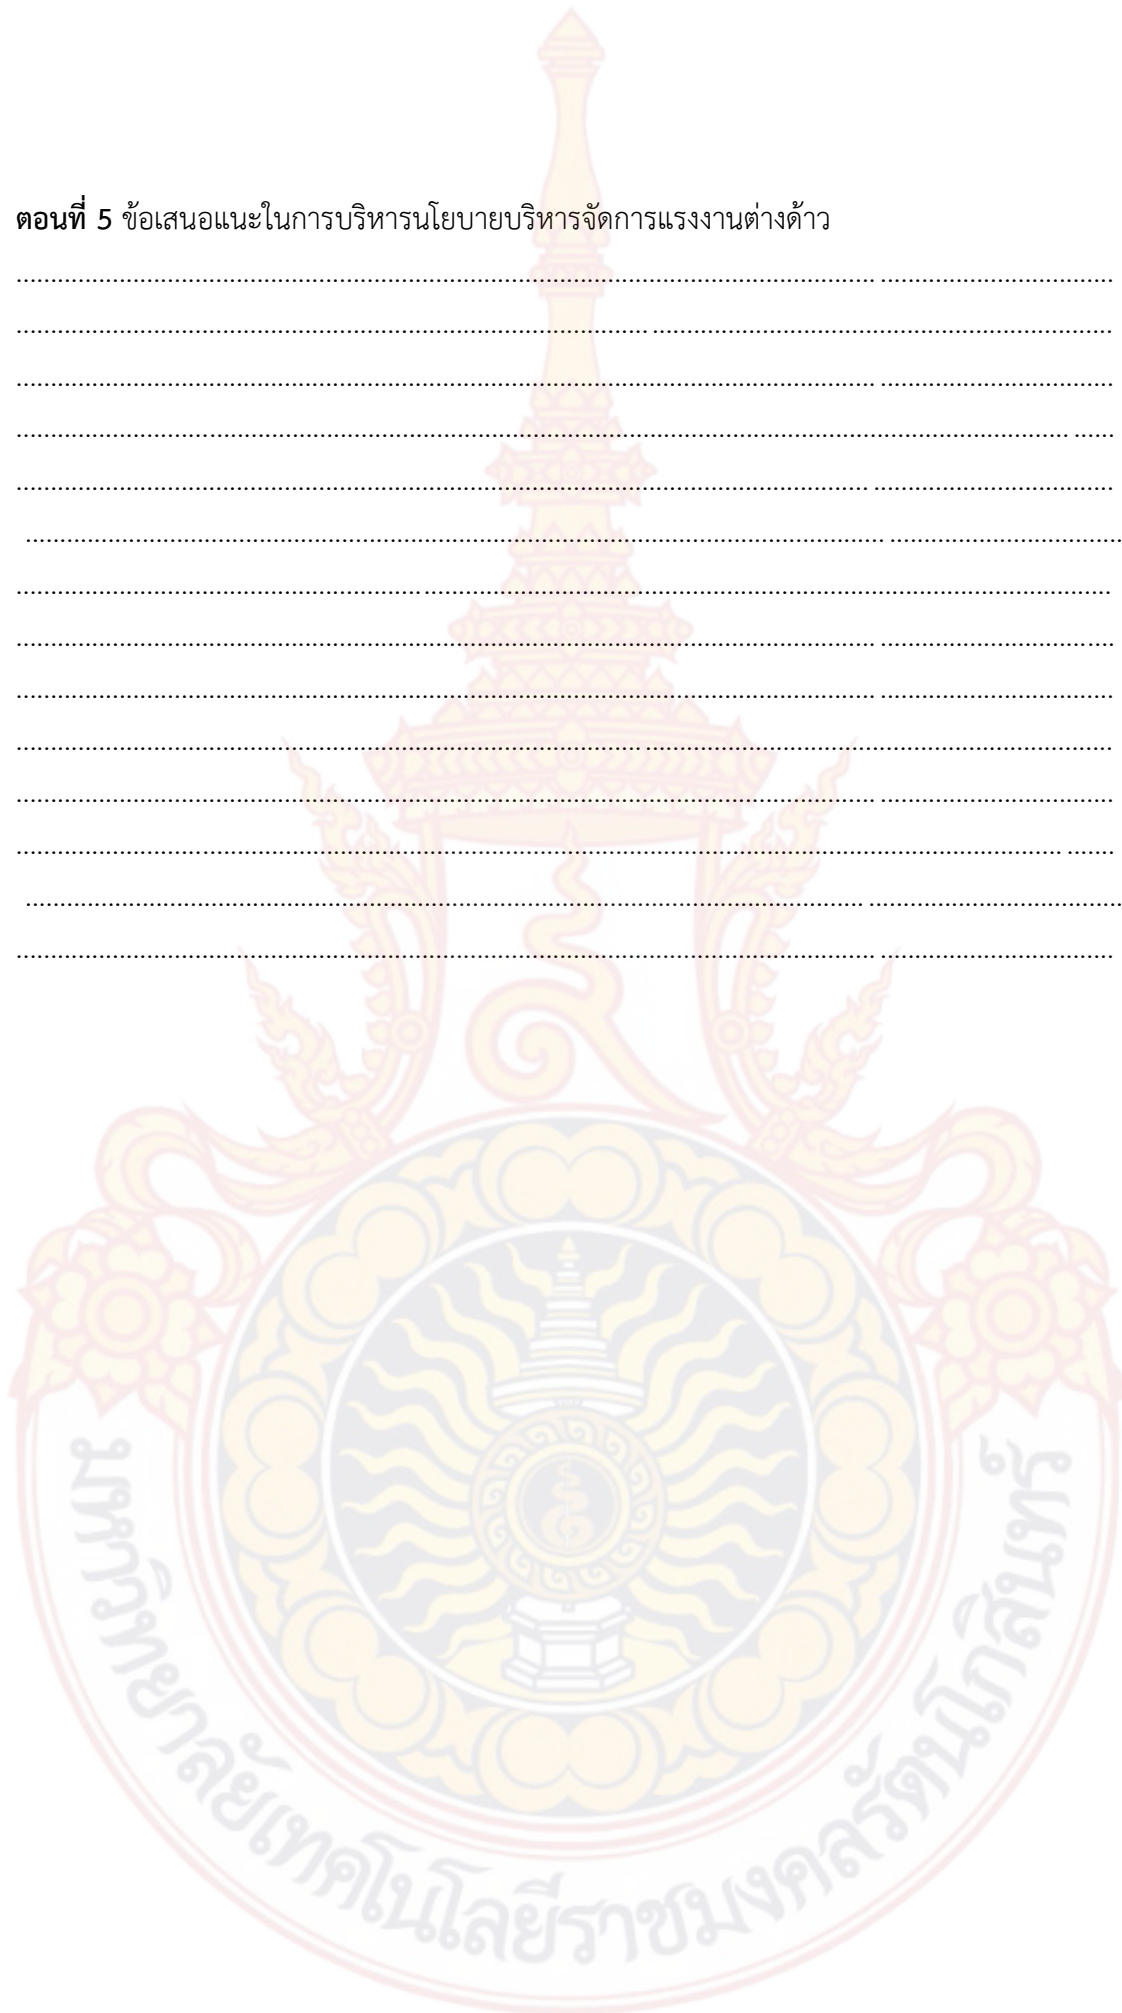 ตอนที่ 5 ข้อเสนอแนะในการบริหารนโยบายบริหารจัดการแรงงานต่างด้าว
มหาวิทยาลัยเทคโนโลยีราชมงคลรัตนโกสินทร์